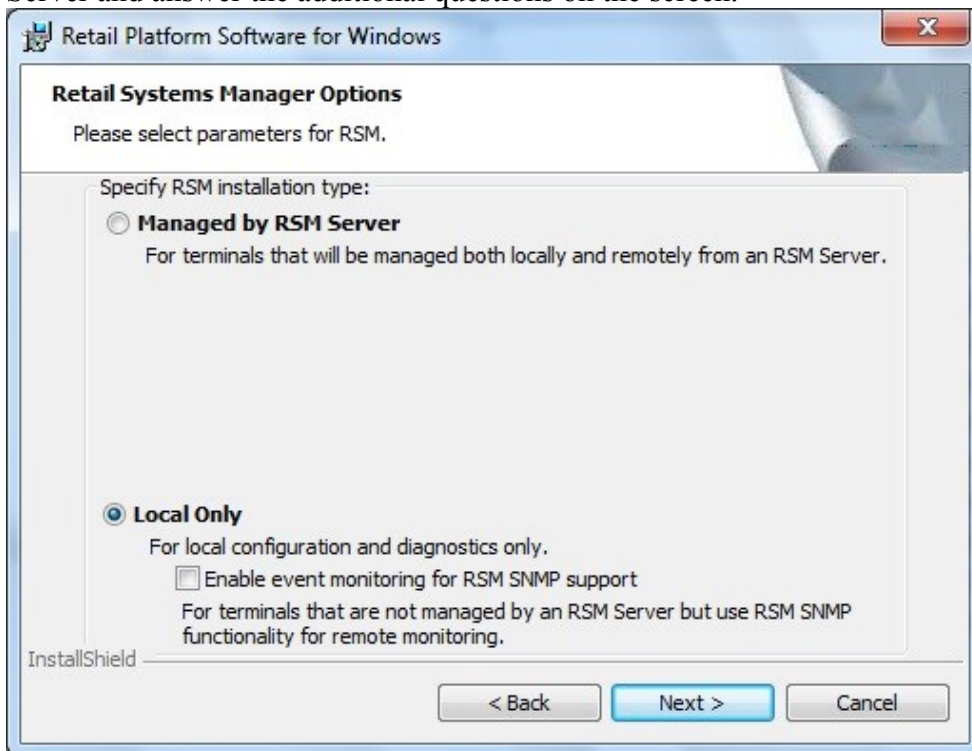 Server and answer the additional questions on the screen.
Retail Platform Software for Windows
Retail Systems Manager Options
Please select parameters for RSM.
Specify RSM installation type:
Managed by RSM Server
For terminals that will be managed both locally and remotely from an RSM Server.
Local Only
For local configuration and diagnostics only.
Enable event monitoring for RSM SNMP support
For terminals that are not managed by an RSM Server but use RSM SNMP
functionality for remote monitoring.
InstallShield
< Back Next > Cancel